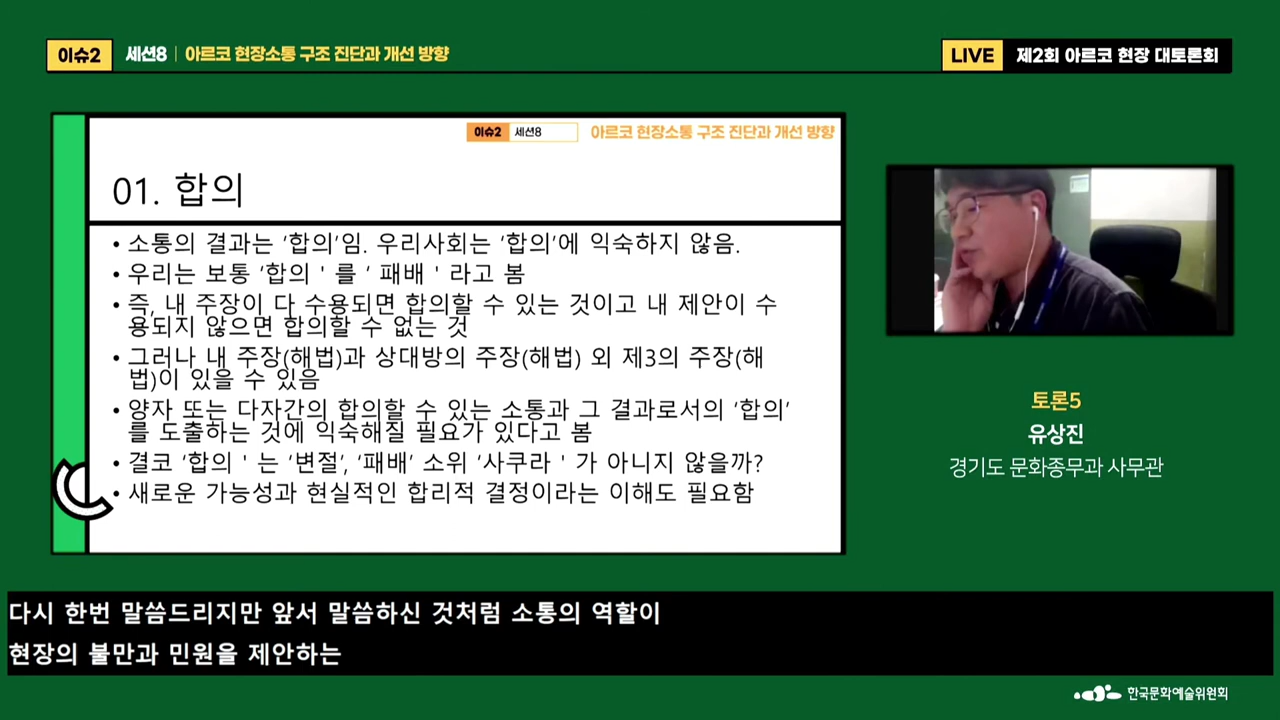 이슈2
세션8 | 아르코 현장소통 구조 진단과 개선 방향
LIVE 제2회 아르코 현장 대토론회
이슈2 세션8 아르코 현장소통 구조 진단과 개선 방향
01. 합의
• 소통의 결과는 ‘합의’임. 우리사회는 ‘합의’에 익숙하지 않음.
• 우리는 보통 ‘합의 ' 를 ‘ 패배 ' 라고 봄
• 즉, 내 주장이 다 수용되면 합의할 수 있는 것이고 내 제안이 수
용되지 않으면 합의할 수 없는 것
• 그러나 내 주장(해법)과 상대방의 주장(해법) 외 제3의 주장(해
법)이 있을 수 있음
• 양자 또는 다자간의 합의할 수 있는 소통과 그 결과로서의 ‘합의’
를 도출하는 것에 익숙해질 필요가 있다고 봄
• 결코 ‘합의 ' 는 ‘변절’, ‘패배’ 소위 ‘사쿠라 ' 가 아니지 않을까?
• 새로운 가능성과 현실적인 합리적 결정이라는 이해도 필요함
토론5
유상진
경기도 문화종무과 사무관
다시 한번 말씀드리지만 앞서 말씀하신 것처럼 소통의 역할이
현장의 불만과 민원을 제안하는
한국문화예술위원회